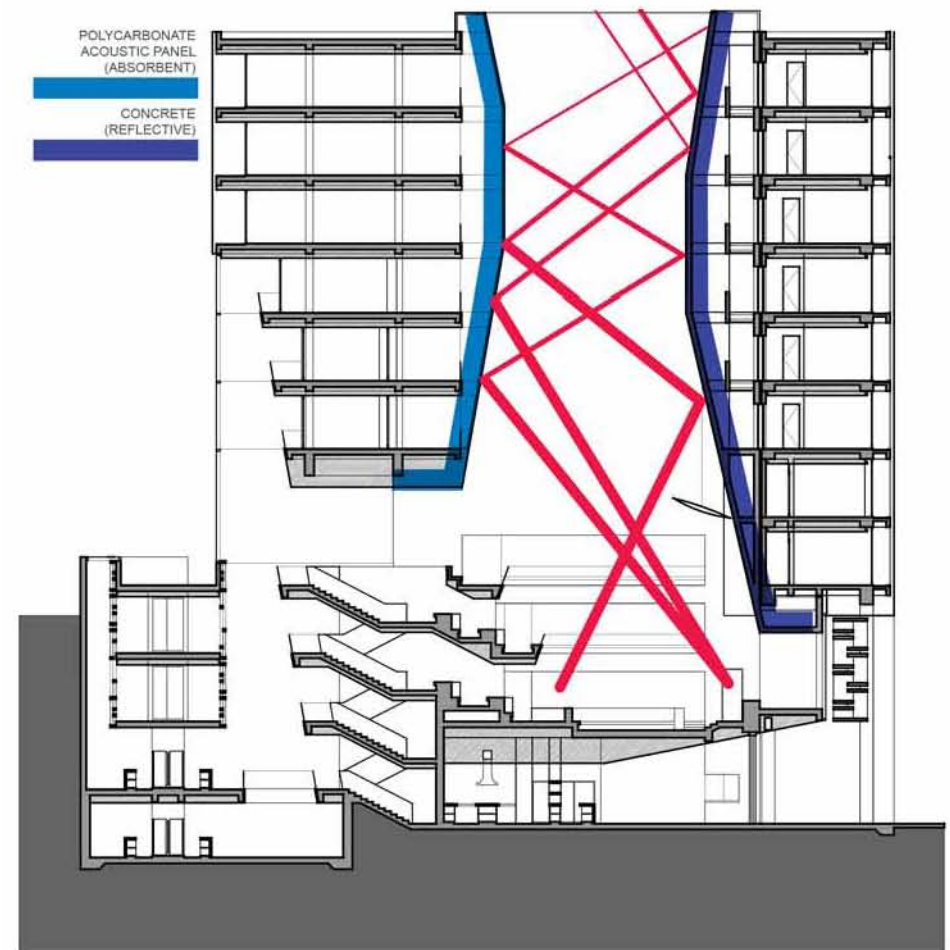 POLYCARBONATE
ACOUSTIC PANEL
(ABSORBENT)
CONCRETE
(REFLECTIVE)